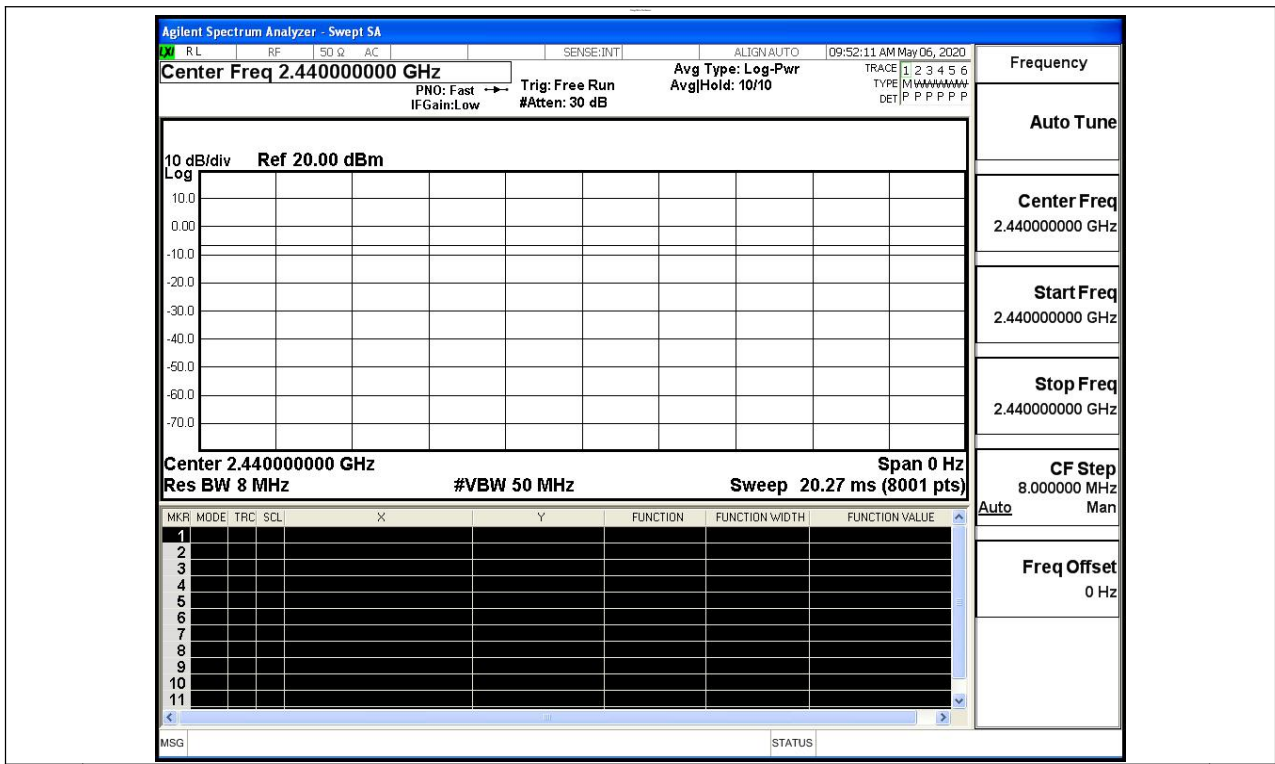 Agilent Spectrum Analyzer - Swept SA
LXI RL RF 50 Ω AC SENSE:INT ALIGN AUTO 09:52:11 AM May 06, 2020
Center Freq 2.440000000 GHz
PNO: Fast
IFGain:Low
Trig: Free Run
#Atten: 30 dB
Avg Type: Log-Pwr
Avg|Hold: 10/10
TRACE 1 2 3 4 5 6
TYPE M WWWWW
DET P P P P P P
10 dB/div Ref 20.00 dBm
Log
10.0
0.00
-10.0
-20.0
-30.0
-40.0
-50.0
-60.0
-70.0
Center 2.440000000 GHz Span 0 Hz
Res BW 8 MHz #VBW 50 MHz Sweep 20.27 ms (8001 pts)
MKR MODE TRC SCL X Y FUNCTION FUNCTION WIDTH FUNCTION VALUE
1
2
3
4
5
6
7
8
9
10
11
MSG STATUS
Frequency
Auto Tune
Center Freq
2.440000000 GHz
Start Freq
2.440000000 GHz
Stop Freq
2.440000000 GHz
CF Step
8.000000 MHz
Auto Man
Freq Offset
0 Hz